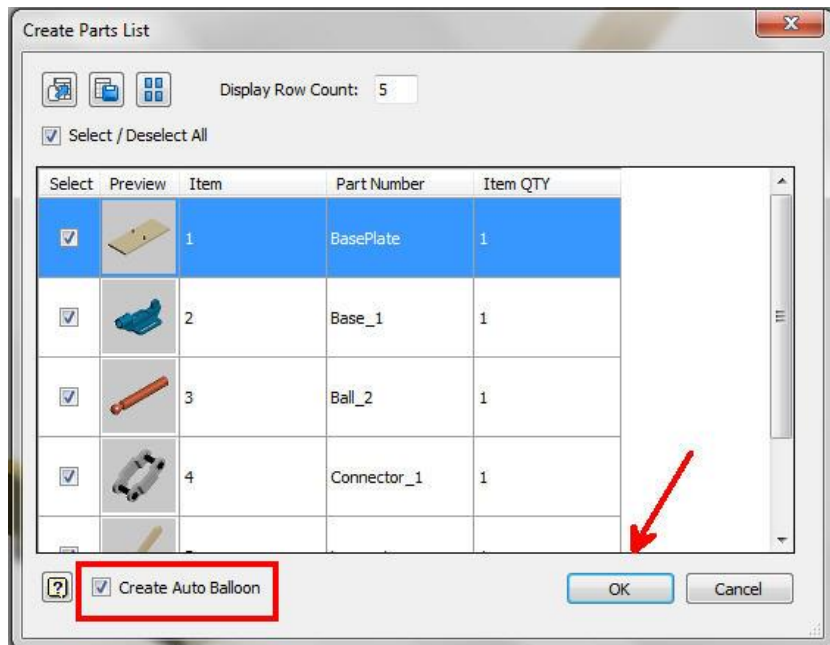 Create Parts List
Display Row Count: 5
Select / Deselect All
Select Preview Item Part Number Item QTY
1 BasePlate 1
2 Base_1 1
3 Ball_2 1
4 Connector_1 1
Create Auto Balloon OK Cancel